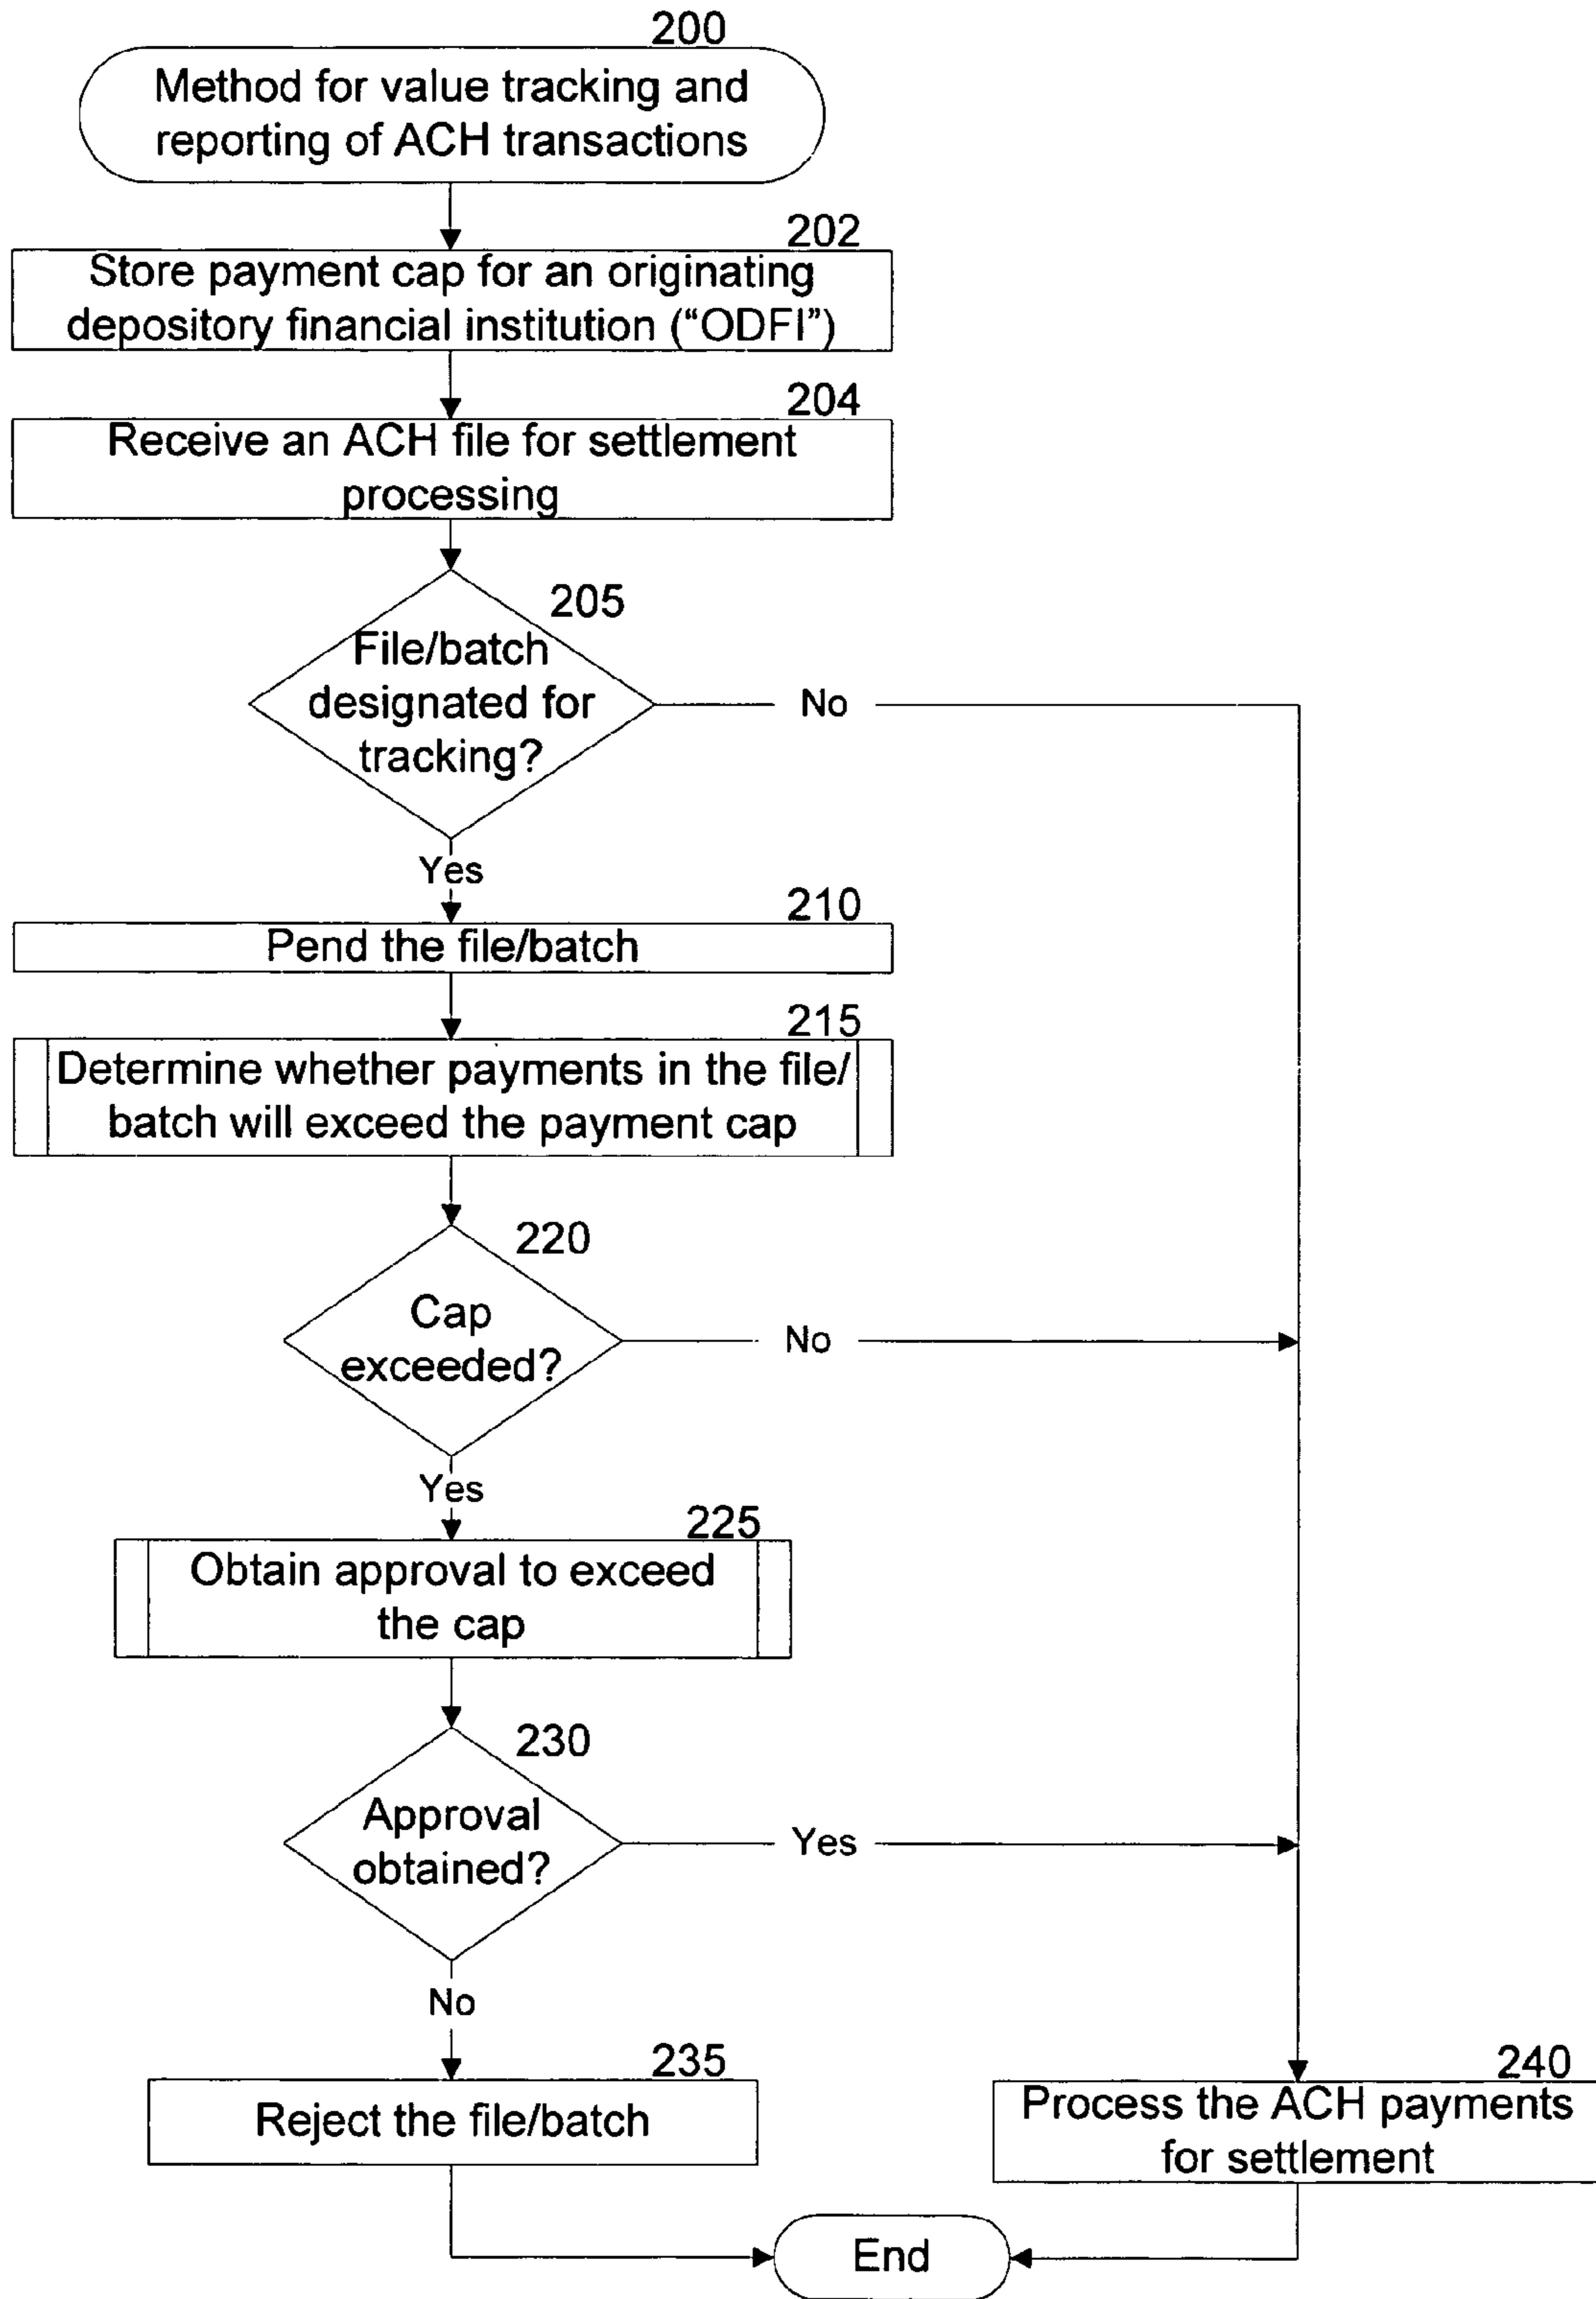 200
Method for value tracking and
reporting of ACH transactions
202
Store payment cap for an originating
depository financial institution (“ODFI”)
204
Receive an ACH file for settlement
processing
205
File/batch
designated for
tracking?
No
Yes
210
Pend the file/batch
215
Determine whether payments in the file/
batch will exceed the payment cap
220
Cap
exceeded?
No
Yes
225
Obtain approval to exceed
the cap
230
Approval
obtained?
Yes
No
235
Reject the file/batch
240
Process the ACH payments
for settlement
End